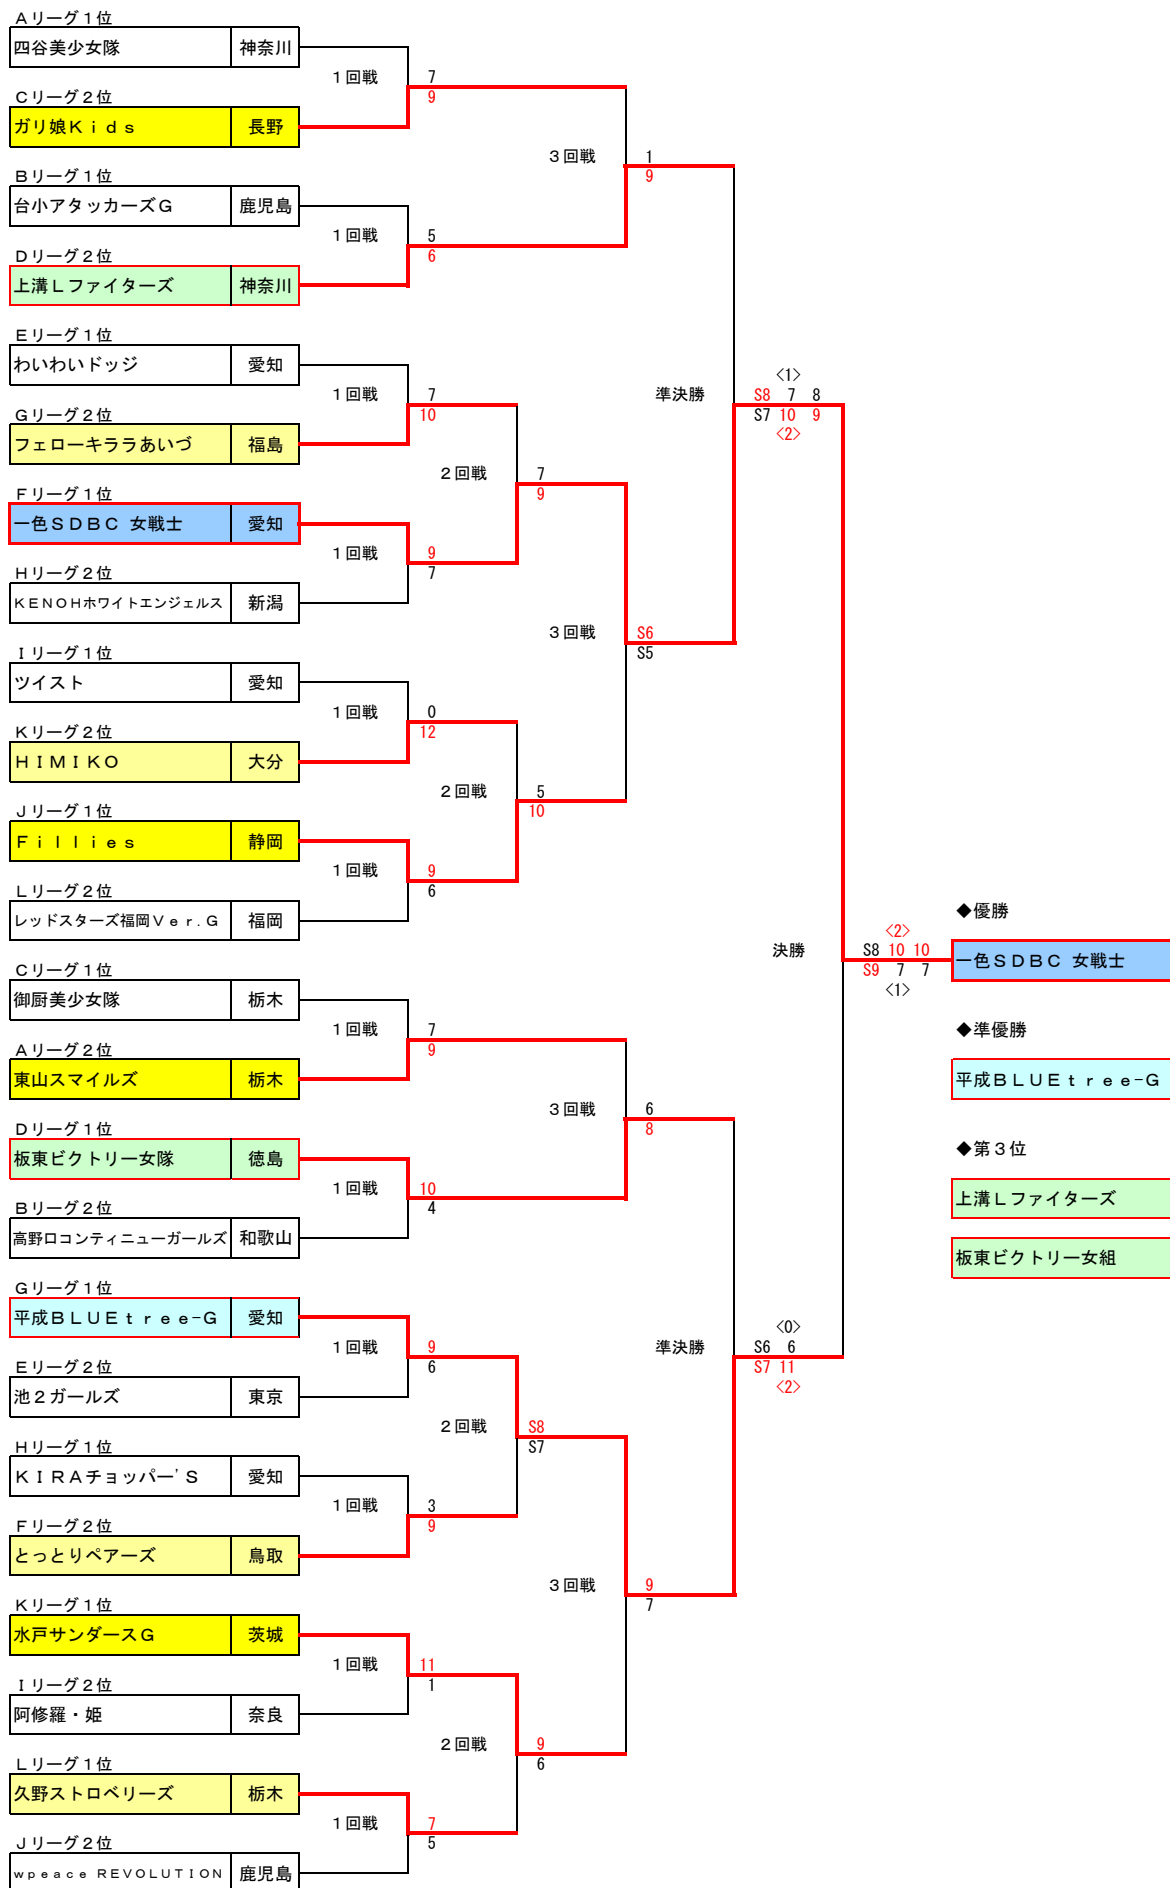 Aリーグ1位
四谷美少女隊 神奈川
1回戦 7
9
Cリーグ2位
ガリ娘Kids 長野
3回戦 1
9
Bリーグ1位
台小アタッカーズG 鹿児島
1回戦 5
6
Dリーグ2位
上溝Lファイターズ 神奈川
Eリーグ1位
わいわいドッジ 愛知
1回戦 7
10
準決勝 <1>
S8 7 8
S7 10 9
<2>
Gリーグ2位
フェローキララあいづ 福島
2回戦 7
9
Fリーグ1位
一色SDBC 女戦士 愛知
1回戦 9
7
Hリーグ2位
KENOHホワイトエンジェルス 新潟
3回戦 S6
S5
Iリーグ1位
ツイスト 愛知
1回戦 0
12
Kリーグ2位
HIMIKO 大分
2回戦 5
10
Jリーグ1位
Fillies 静岡
1回戦 9
6
Lリーグ2位
レッドスターズ福岡Ver.G 福岡
決勝 <2>
S8 10 10
S9 7 7
<1>
◆優勝
一色SDBC 女戦士
◆準優勝
平成BLUEtree-G
◆第3位
上溝Lファイターズ
板東ビクトリー女組
Cリーグ1位
御厨美少女隊 栃木
1回戦 7
9
Aリーグ2位
東山スマイルズ 栃木
3回戦 6
8
Dリーグ1位
板東ビクトリー女隊 徳島
1回戦 10
4
Bリーグ2位
高野口コンティニューガールズ 和歌山
Gリーグ1位
平成BLUEtree-G 愛知
1回戦 9
6
準決勝 <0>
S6 6
S7 11
<2>
Eリーグ2位
池2ガールズ 東京
2回戦 S8
S7
Hリーグ1位
KIRAチョッパー'S 愛知
1回戦 3
9
Fリーグ2位
とっとりペアーズ 鳥取
3回戦 9
7
Kリーグ1位
水戸サンダースG 茨城
1回戦 11
1
Iリーグ2位
阿修羅・姫 奈良
2回戦 9
6
Lリーグ1位
久野ストロベリーズ 栃木
1回戦 7
5
Jリーグ2位
wpeace REVOLUTION 鹿児島